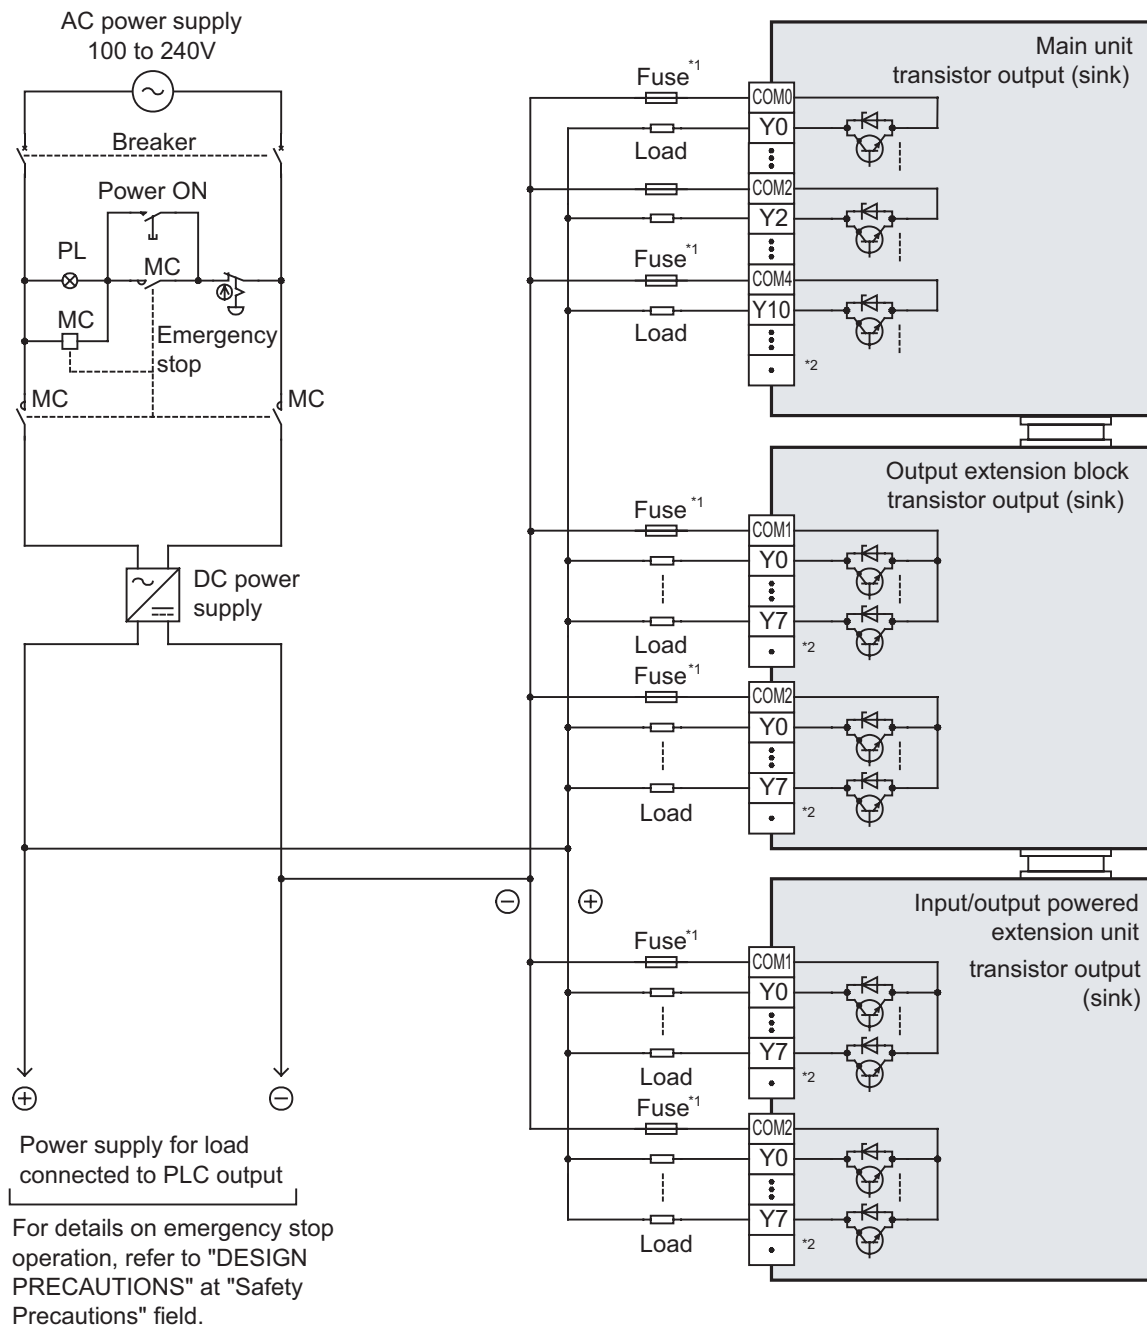 AC power supply
100 to 240V
Breaker
Power ON
PL
MC
MC
Emergency
stop
MC
MC
DC power
supply
Power supply for load
connected to PLC output
For details on emergency stop
operation, refer to "DESIGN
PRECAUTIONS" at "Safety
Precautions" field.
Main unit
transistor output (sink)
Fuse*1
COM0
Y0
Load
COM2
Y2
Fuse*1
COM4
Y10
Load
*2
Output extension block
transistor output (sink)
Fuse*1
COM1
Y0
Y7
Load
*2
Fuse*1
COM2
Y0
Y7
Load
*2
Input/output powered
extension unit
transistor output
(sink)
Fuse*1
COM1
Y0
Y7
Load
*2
Fuse*1
COM2
Y0
Y7
Load
*2